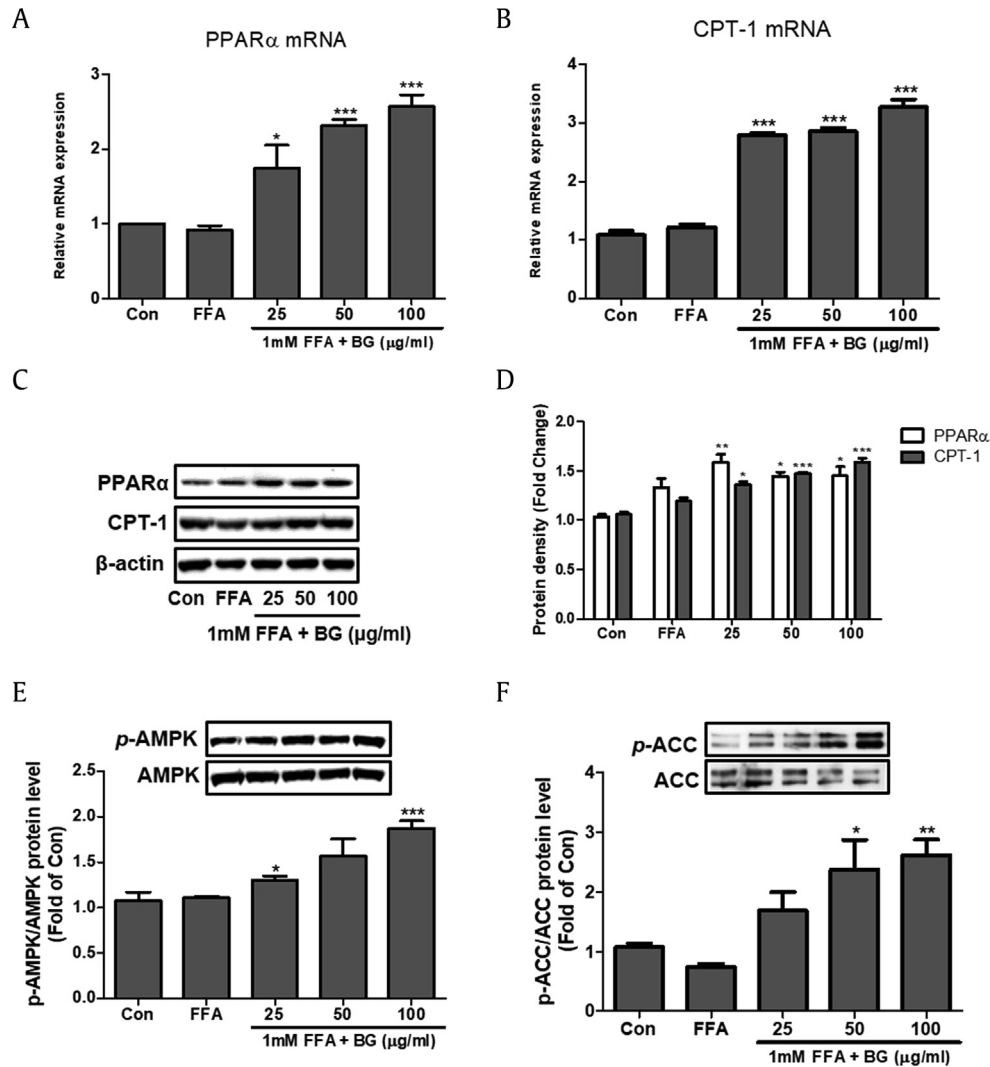 A
PPARα mRNA
Relative mRNA expression
3
2
1
0
*
***
***
Con FFA 25 50 100
1mM FFA + BG (μg/ml)
B
CPT-1 mRNA
Relative mRNA expression
4
3
2
1
0
***
***
***
Con FFA 25 50 100
1mM FFA + BG (μg/ml)
C
PPARα
CPT-1
β-actin
Con FFA 25 50 100
1mM FFA + BG (μg/ml)
D
Protein density (Fold Change)
2.0
1.5
1.0
0.5
0.0
** * * *** * ***
PPARα
CPT-1
Con FFA 25 50 100
E
p-AMPK
AMPK
p-AMPK/AMPK protein level
(Fold of Con)
2.5
2.0
1.5
1.0
0.5
0.0
*
***
Con FFA 25 50 100
1mM FFA + BG (μg/ml)
F
p-ACC
ACC
p-ACC/ACC protein level
(Fold of Con)
4
3
2
1
0
*
**
Con FFA 25 50 100
1mM FFA + BG (μg/ml)